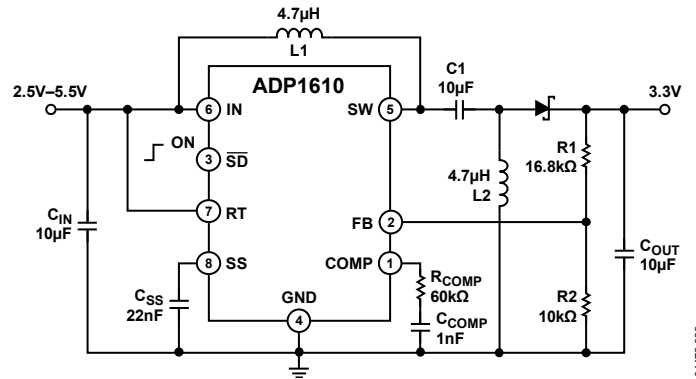 4.7µH
L1
ADP1610
C1
10µF
2.5V–5.5V
3.3V
6 IN
SW 5
ON
3 SD
R1
16.8kΩ
4.7µH
L2
CIN
10µF
7 RT
FB 2
COUT
10µF
8 SS
COMP 1
RCOMP
60kΩ
CSS
22nF
GND
4
CCOMP
1nF
R2
10kΩ